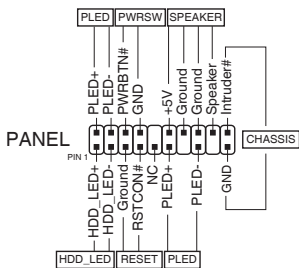 PLED PWRSW SPEAKER
PLED+
PLED-
PWRBTN#
GND
+5V
Ground
Ground
Speaker
Intruder#
PANEL
CHASSIS
PIN 1
HDD_LED+
HDD_LED-
Ground
RSTCON#
NC
PLED+
PLED-
GND
HDD_LED RESET PLED